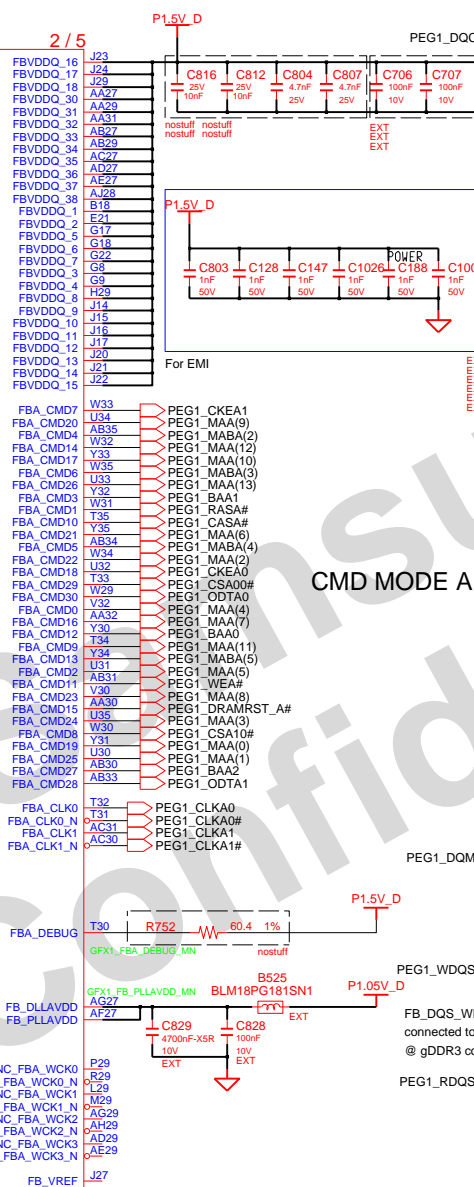 P1.5V_D
2 / 5
PEG1_DQ
FBVDDQ_16 J23
FBVDDQ_17 J24
FBVDDQ_18 J29
FBVDDQ_30 AA27
FBVDDQ_31 AA29
FBVDDQ_32 AA31
FBVDDQ_33 AB27
FBVDDQ_34 AB29
FBVDDQ_35 AC27
FBVDDQ_36 AD27
FBVDDQ_37 AE27
FBVDDQ_38 AJ28
FBVDDQ_1 B18
FBVDDQ_2 E21
FBVDDQ_5 G17
FBVDDQ_6 G18
FBVDDQ_7 G22
FBVDDQ_3 G8
FBVDDQ_4 G9
FBVDDQ_8 H29
FBVDDQ_9 J14
FBVDDQ_10 J15
FBVDDQ_11 J16
FBVDDQ_12 J17
FBVDDQ_13 J20
FBVDDQ_14 J21
FBVDDQ_15 J22
C816 C812 C804 C807 C706 C707
25V 25V 4.7nF 4.7nF 100nF 100nF
10nF 10nF 25V 25V 10V 10V
nostuff nostuff EXT
nostuff nostuff EXT
EXT
P1.5V_D
POWER
C803 C128 C147 C1026 C188 C100
1nF 1nF 1nF 1nF 1nF 1nF
50V 50V 50V 50V 50V 50V
For EMI
FBA_CMD7 W33 PEG1_CKEA1
FBA_CMD20 U34 PEG1_MAA(9)
FBA_CMD4 AB35 PEG1_MABA(2)
FBA_CMD14 W32 PEG1_MAA(12)
FBA_CMD17 Y33 PEG1_MAA(10)
FBA_CMD6 W35 PEG1_MABA(3)
FBA_CMD26 U33 PEG1_MAA(13)
FBA_CMD3 Y32 PEG1_BAA1
FBA_CMD1 W31 PEG1_RASA#
FBA_CMD10 T35 PEG1_CASA#
FBA_CMD21 Y35 PEG1_MAA(6)
FBA_CMD5 AB34 PEG1_MABA(4)
FBA_CMD22 W34 PEG1_MAA(2)
FBA_CMD18 U32 PEG1_CKEA0
FBA_CMD29 T33 PEG1_CSA00#
FBA_CMD30 W29 PEG1_ODTA0
FBA_CMD0 V32 PEG1_MAA(4)
FBA_CMD16 AA32 PEG1_MAA(7)
FBA_CMD12 Y30 PEG1_BAA0
FBA_CMD9 T34 PEG1_MAA(11)
FBA_CMD13 Y34 PEG1_MABA(5)
FBA_CMD2 U31 PEG1_MAA(5)
FBA_CMD11 AB31 PEG1_WEA#
FBA_CMD23 V30 PEG1_MAA(8)
FBA_CMD15 AA30 PEG1_DRAMRST_A#
FBA_CMD24 U35 PEG1_MAA(3)
FBA_CMD8 W30 PEG1_CSA10#
FBA_CMD19 Y31 PEG1_MAA(0)
FBA_CMD25 U30 PEG1_MAA(1)
FBA_CMD27 AB30 PEG1_BAA2
FBA_CMD28 AB33 PEG1_ODTA1
CMD MODE A
FBA_CLK0 T32 PEG1_CLKA0
FBA_CLK0_N T31 PEG1_CLKA0#
FBA_CLK1 AC31 PEG1_CLKA1
FBA_CLK1_N AC30 PEG1_CLKA1#
PEG1_DQM
P1.5V_D
FBA_DEBUG T30 R752 60.4 1%
GFX1_FBA_DEBUG_MN nostuff
PEG1_WDQS
GFX1_FB_PLLAVDD_MN
B525
BLM18PG181SN1
EXT
P1.05V_D
FB_DLLAVDD AG27
FB_PLLAVDD AF27
C829 C828
4700nF-X5R 100nF
10V 10V
EXT EXT
FB_DQS_W
connected to
@ gDDR3 c
PEG1_RDQS
NC_FBA_WCK0 P29
_FBA_WCK0_N R29
NC_FBA_WCK1 L29
_FBA_WCK1_N M29
NC_FBA_WCK2 AG29
_FBA_WCK2_N AH29
NC_FBA_WCK3 AD29
_FBA_WCK3_N AE29
FB_VREF J27